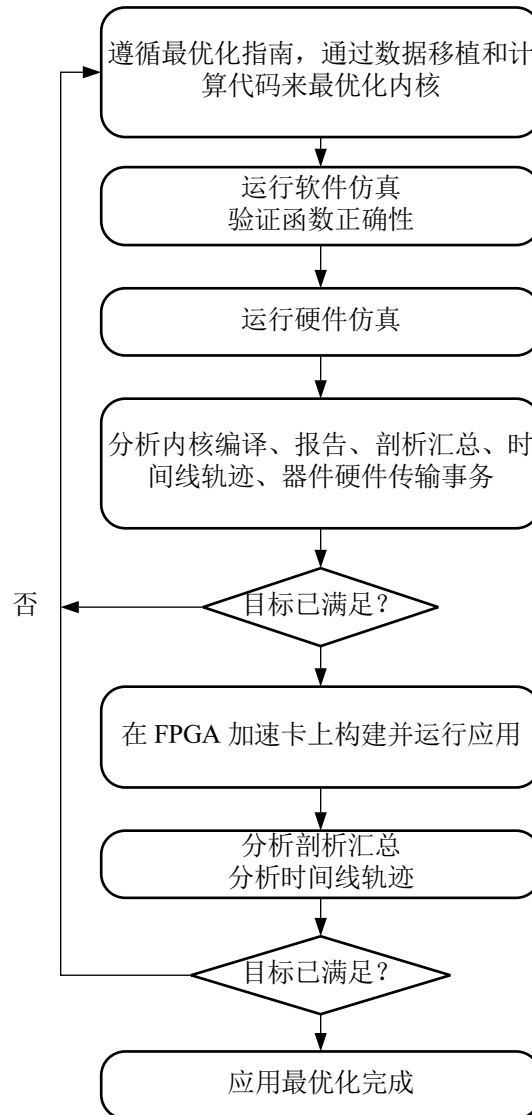 遵循最优化指南，通过数据移植和计
算代码来最优化内核
运行软件仿真
验证函数正确性
运行硬件仿真
分析内核编译、报告、剖析汇总、时
间线轨迹、器件硬件传输事务
否
目标已满足？
在 FPGA 加速卡上构建并运行应用
分析剖析汇总
分析时间线轨迹
目标已满足？
应用最优化完成